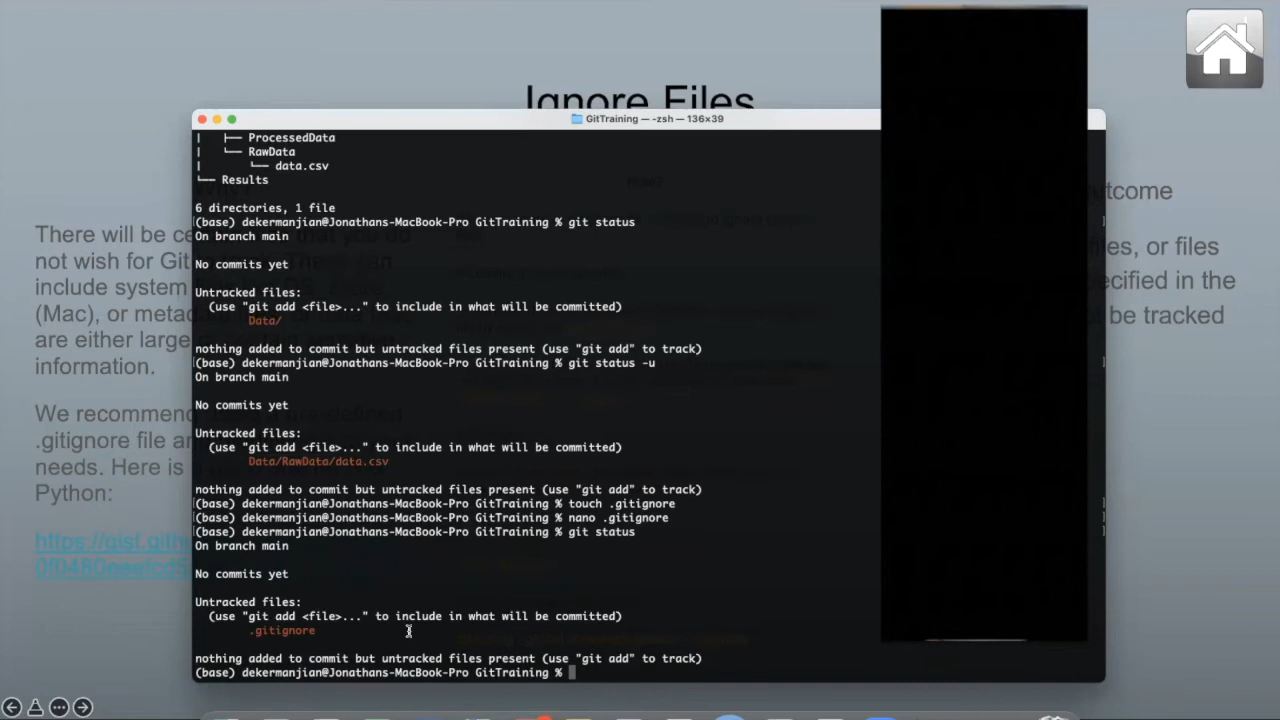 Ignore Files
GitTraining — -zsh — 136×39
|   ├── ProcessedData
|   └── RawData
|       └── data.csv
└── Results
6 directories, 1 file
(base) dekermanjian@Jonathans-MacBook-Pro GitTraining % git status
On branch main
No commits yet
Untracked files:
(use "git add <file>..." to include in what will be committed)
Data/
nothing added to commit but untracked files present (use "git add" to track)
(base) dekermanjian@Jonathans-MacBook-Pro GitTraining % git status -u
On branch main
No commits yet
Untracked files:
(use "git add <file>..." to include in what will be committed)
Data/RawData/data.csv
nothing added to commit but untracked files present (use "git add" to track)
(base) dekermanjian@Jonathans-MacBook-Pro GitTraining % touch .gitignore
(base) dekermanjian@Jonathans-MacBook-Pro GitTraining % nano .gitignore
(base) dekermanjian@Jonathans-MacBook-Pro GitTraining % git status
On branch main
No commits yet
Untracked files:
(use "git add <file>..." to include in what will be committed)
.gitignore
nothing added to commit but untracked files present (use "git add" to track)
(base) dekermanjian@Jonathans-MacBook-Pro GitTraining %
There will be
not wish for Git
include system
(Mac), or
are either large
information.
We recommend
.gitignore file
needs. Here is
Python:
utcome
files, or files
pecified in the
be tracked